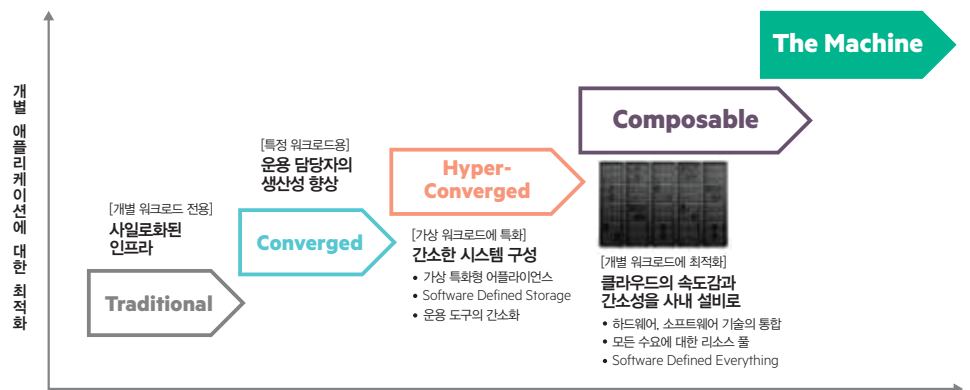 개별 애플리케이션에 대한 최적화
[개별 워크로드 전용]
사일로화된
인프라
Traditional
[특정 워크로드용]
운용 담당자의
생산성 향상
Converged
Hyper-
Converged
[가상 워크로드에 특화]
간소한 시스템 구성
• 가상 특화형 어플라이언스
• Software Defined Storage
• 운용 도구의 간소화
Composable
[개별 워크로드에 최적화]
클라우드의 속도감과
간소성을 사내 설비로
• 하드웨어, 소프트웨어 기술의 통합
• 모든 수요에 대한 리소스 풀
• Software Defined Everything
The Machine